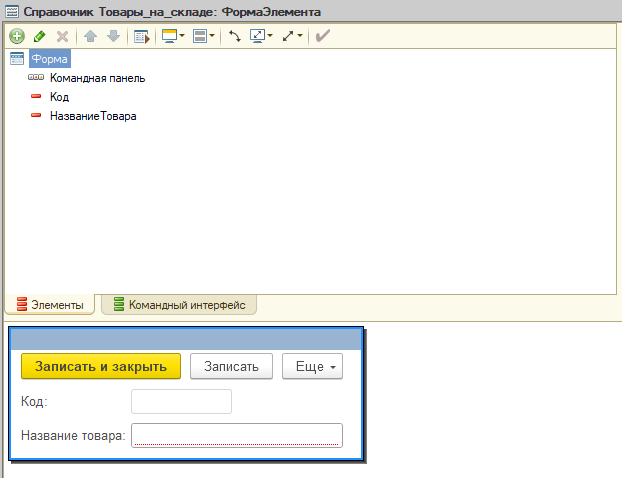 Справочник Товары_на_складе: ФормаЭлемента
Форма
Командная панель
Код
НазваниеТовара
Элементы
Командный интерфейс
Записать и закрыть
Записать
Еще
Код:
Название товара: